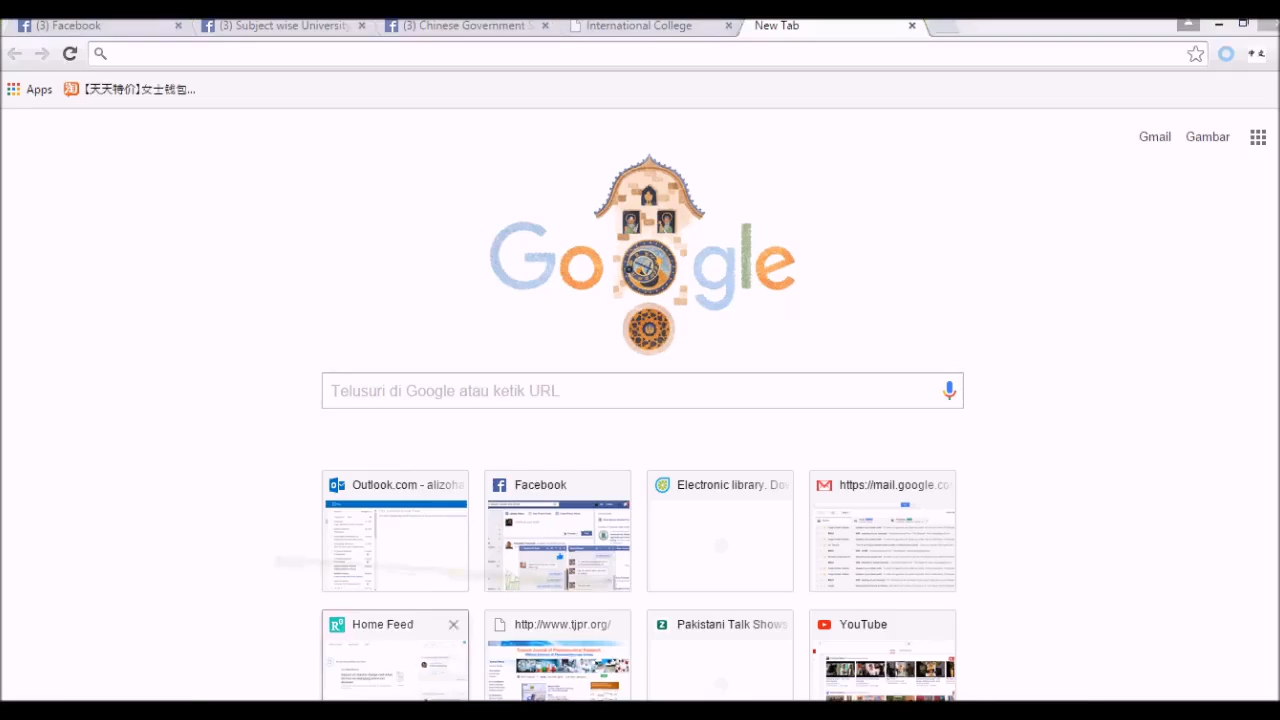 (3) Facebook
(3) Subject wise University
(3) Chinese Government S
International College
New Tab
Apps
【天天特价】女士钱包...
Gmail
Gambar
Google
Telusuri di Google atau ketik URL
Outlook.com - alizoha
Facebook
Electronic library. Do
https://mail.google.co
Home Feed
http://www.tjpr.org/
Pakistani Talk Shows
YouTube